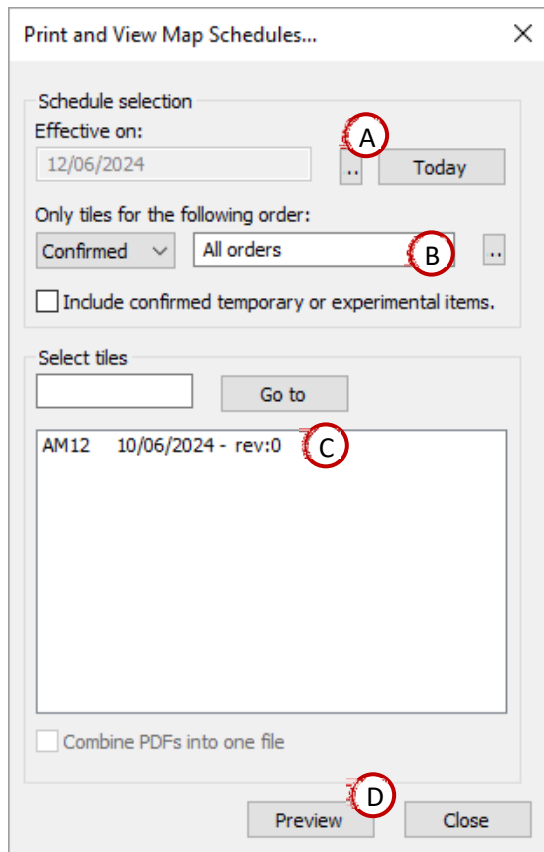 Print and View Map Schedules...
Schedule selection
Effective on:
A
12/06/2024 .. Today
Only tiles for the following order:
Confirmed All orders B ..
Include confirmed temporary or experimental items.
Select tiles
Go to
AM12 10/06/2024 - rev:0 C
Combine PDFs into one file
D
Preview Close